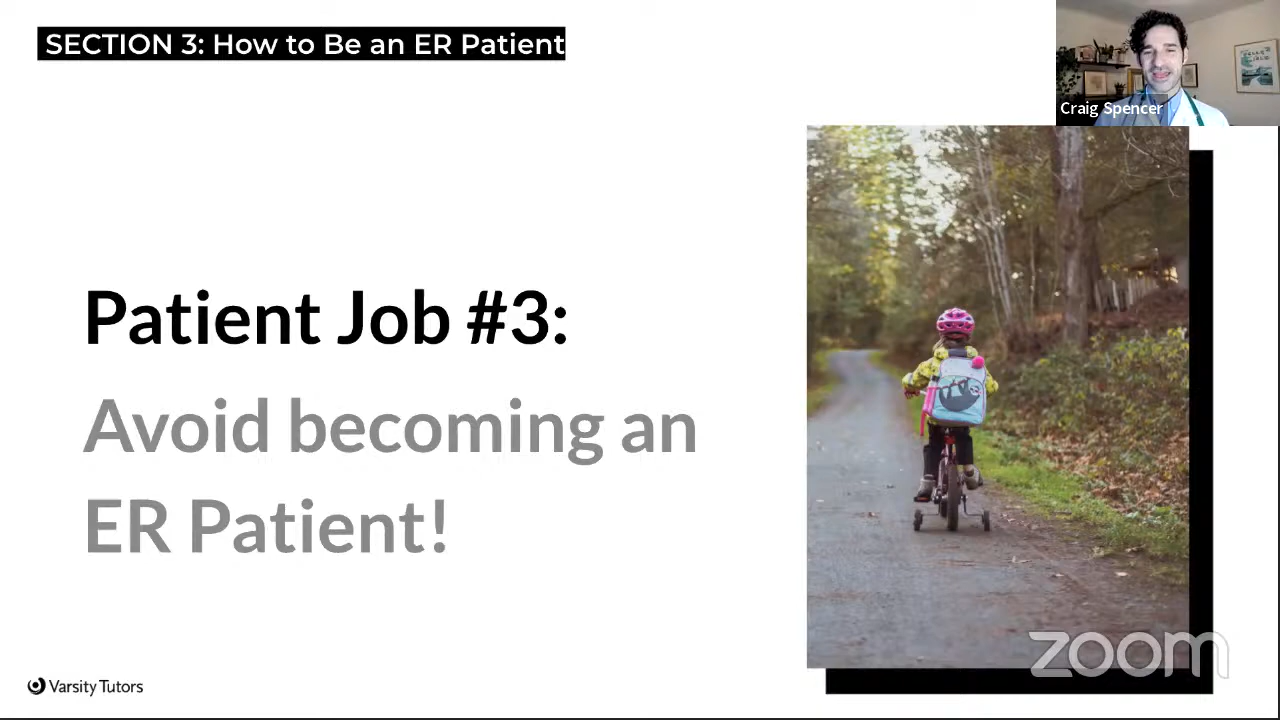 SECTION 3: How to Be an ER Patient
Craig Spencer
Patient Job #3:
Avoid becoming an
ER Patient!
Varsity Tutors
zoom